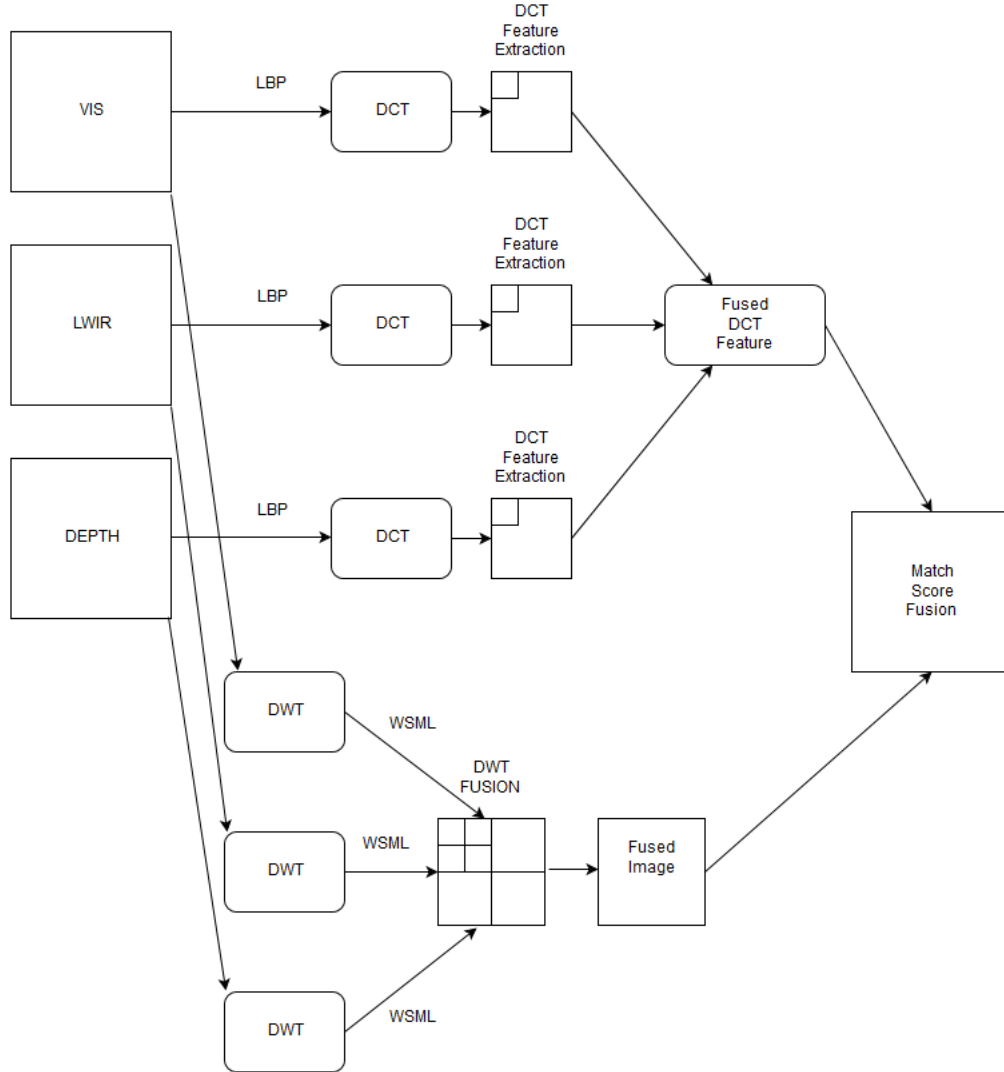 DCT
Feature
Extraction
VIS
LBP
DCT
DCT
Feature
Extraction
LWIR
LBP
DCT
Fused
DCT
Feature
DCT
Feature
Extraction
DEPTH
LBP
DCT
Match
Score
Fusion
DWT
WSML
DWT
FUSION
DWT
WSML
Fused
Image
DWT
WSML